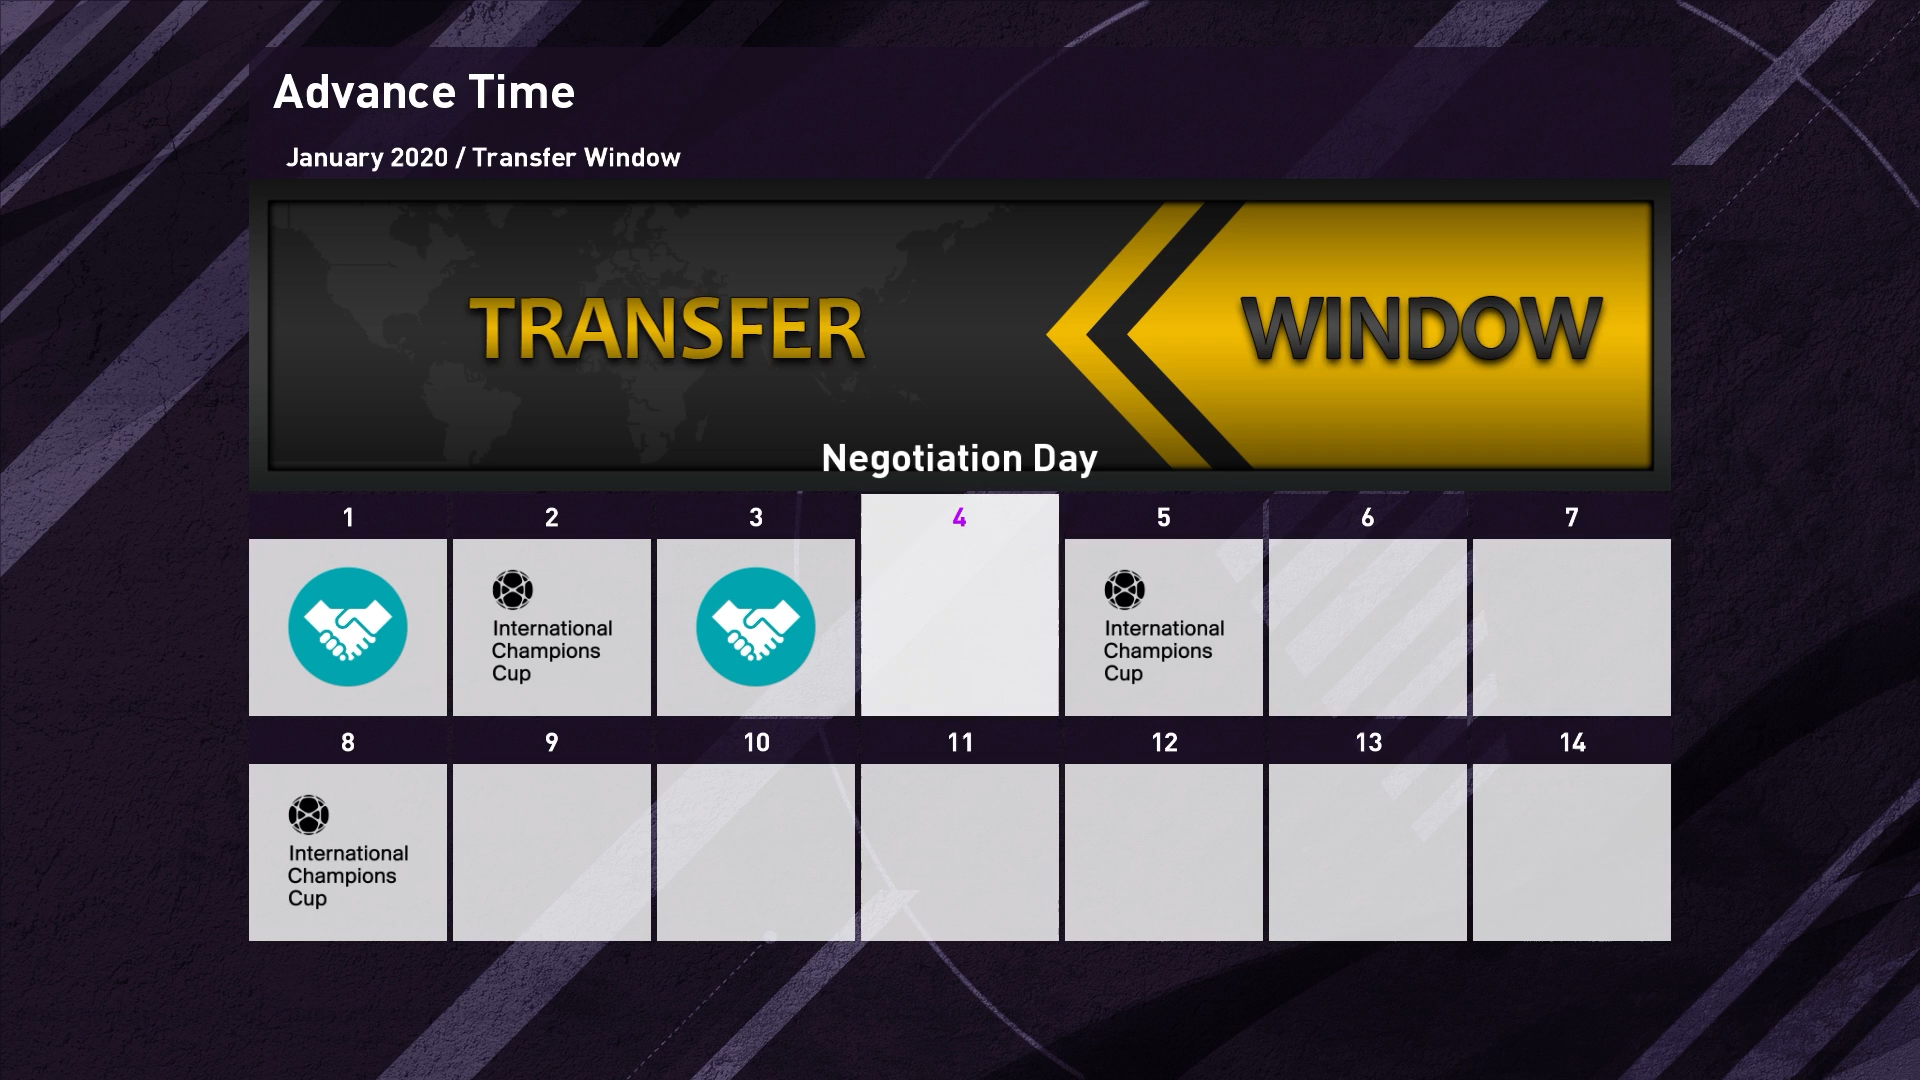 Advance Time
January 2020 / Transfer Window
TRANSFER
WINDOW
Negotiation Day
1
2
3
4
5
6
7
International
Champions
Cup
International
Champions
Cup
8
9
10
11
12
13
14
International
Champions
Cup